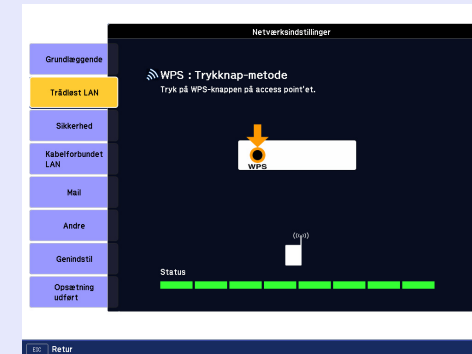 Netværksindstillinger
Grundlæggende
Trådløst LAN
Sikkerhed
Kabelforbundet
LAN
Mail
Andre
Genindstil
Opsætning
udført
WPS : Trykknap-metode
Tryk på WPS-knappen på access point'et.
WPS
Status
ESC Retur